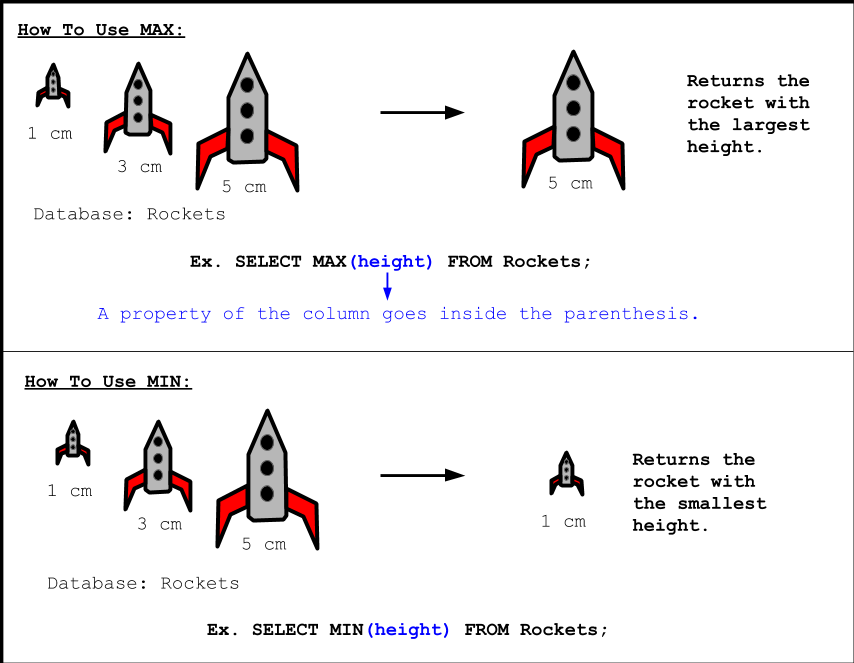 How To Use MAX:
1 cm
3 cm
5 cm
5 cm
Returns the
rocket with
the largest
height.
Database: Rockets
Ex. SELECT MAX(height) FROM Rockets;
A property of the column goes inside the parenthesis.
How To Use MIN:
1 cm
3 cm
5 cm
1 cm
Returns the
rocket with
the smallest
height.
Database: Rockets
Ex. SELECT MIN(height) FROM Rockets;